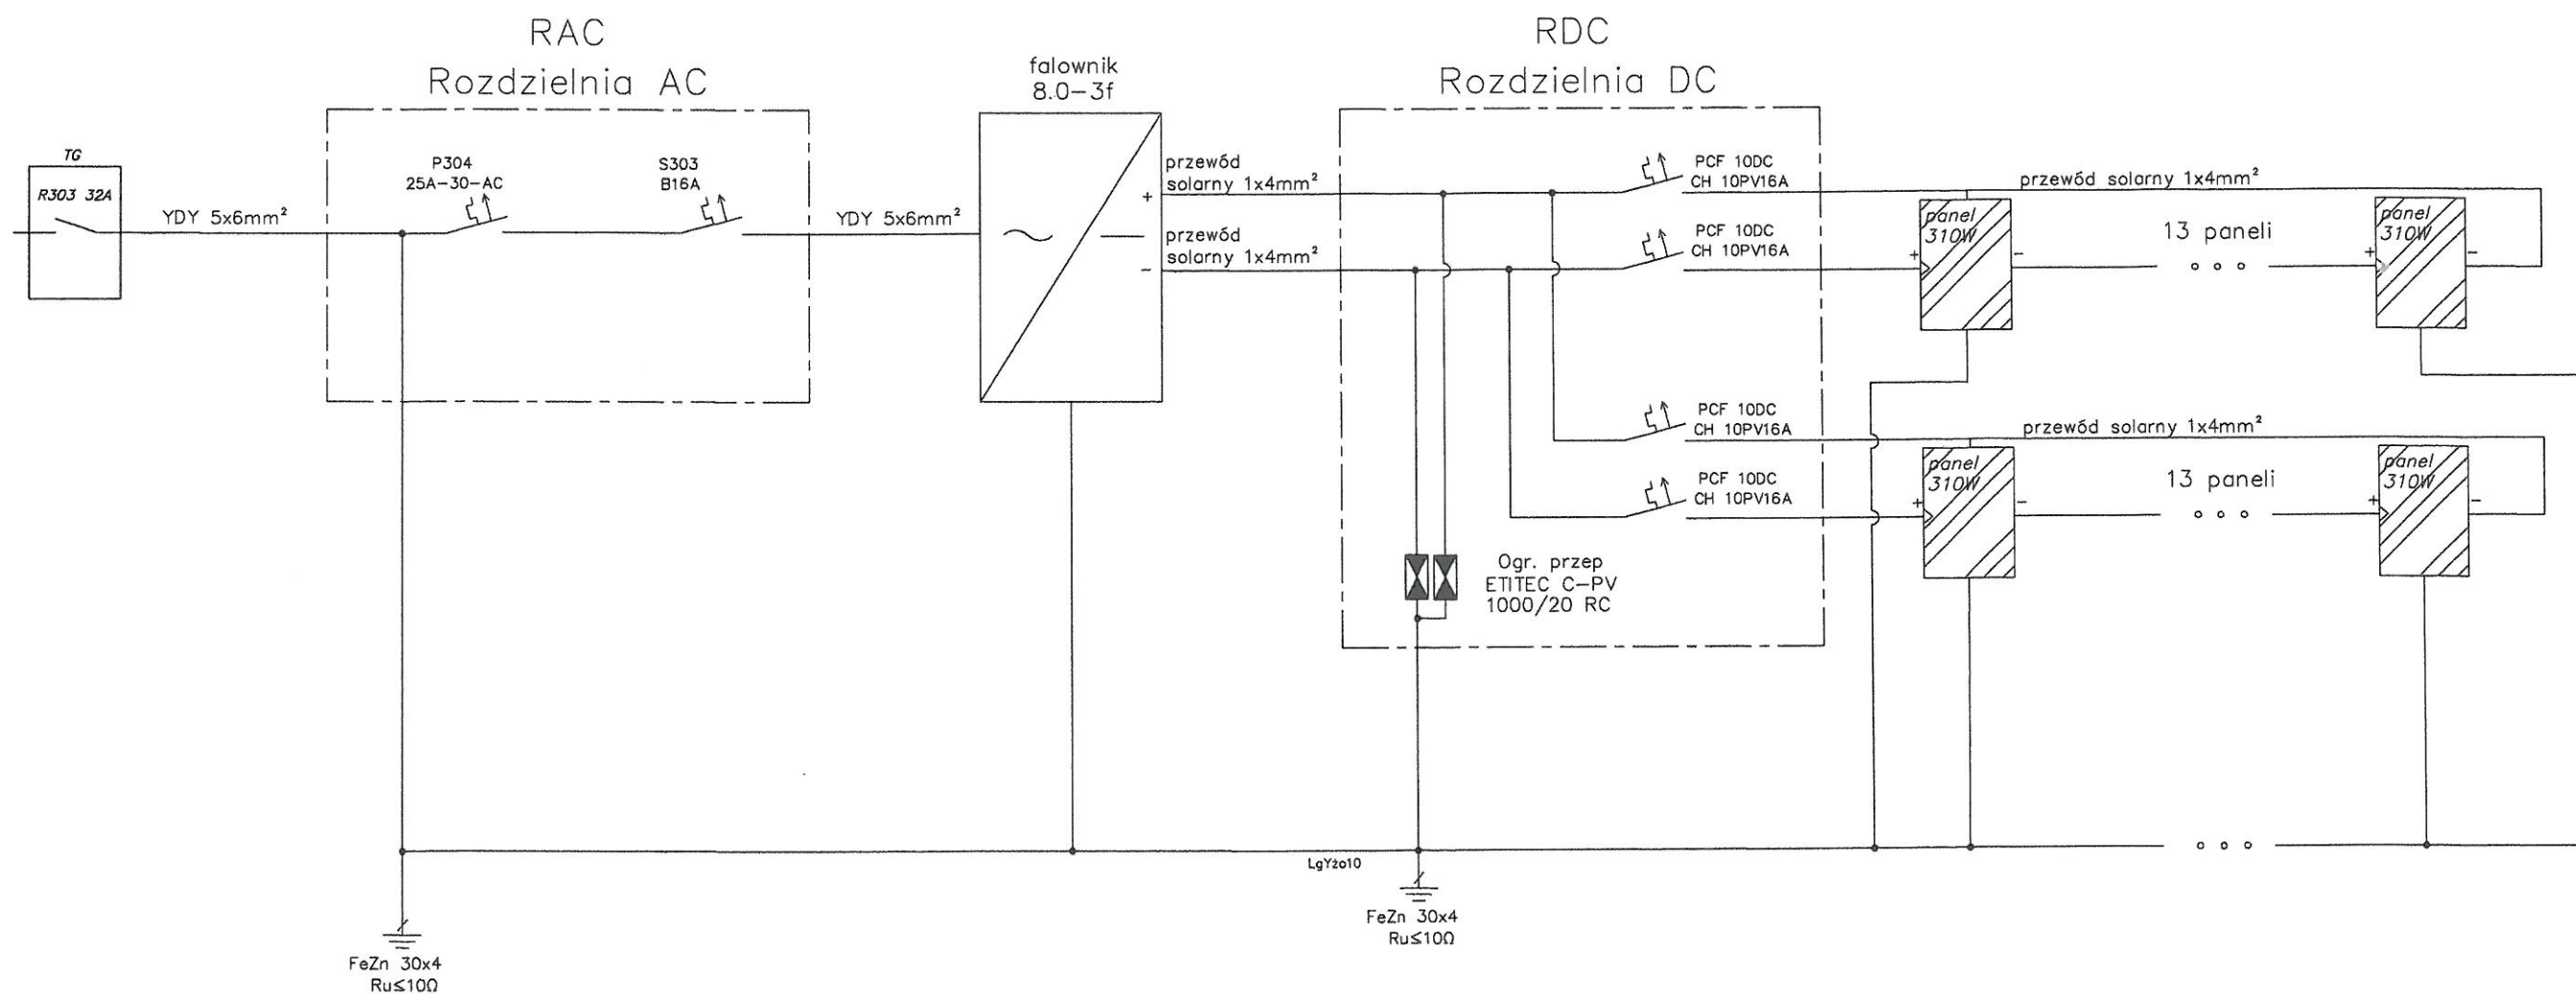 RAC
Rozdzielnia AC
TG
R303 32A
YDY 5x6mm²
P304
25A-30-AC
S303
B16A
YDY 5x6mm²
falownik
8.0-3f
+
-
przewód
solarny 1x4mm²
przewód
solarny 1x4mm²
RDC
Rozdzielnia DC
PCF 10DC
CH 10PV16A
PCF 10DC
CH 10PV16A
PCF 10DC
CH 10PV16A
PCF 10DC
CH 10PV16A
Ogr. przep
ETITEC C-PV
1000/20 RC
przewód solarny 1x4mm²
+
panel
310W
-
13 paneli
+
panel
310W
-
przewód solarny 1x4mm²
+
panel
310W
-
13 paneli
+
panel
310W
-
LgYżo10
FeZn 30x4
Ru≤10Ω
FeZn 30x4
Ru≤10Ω